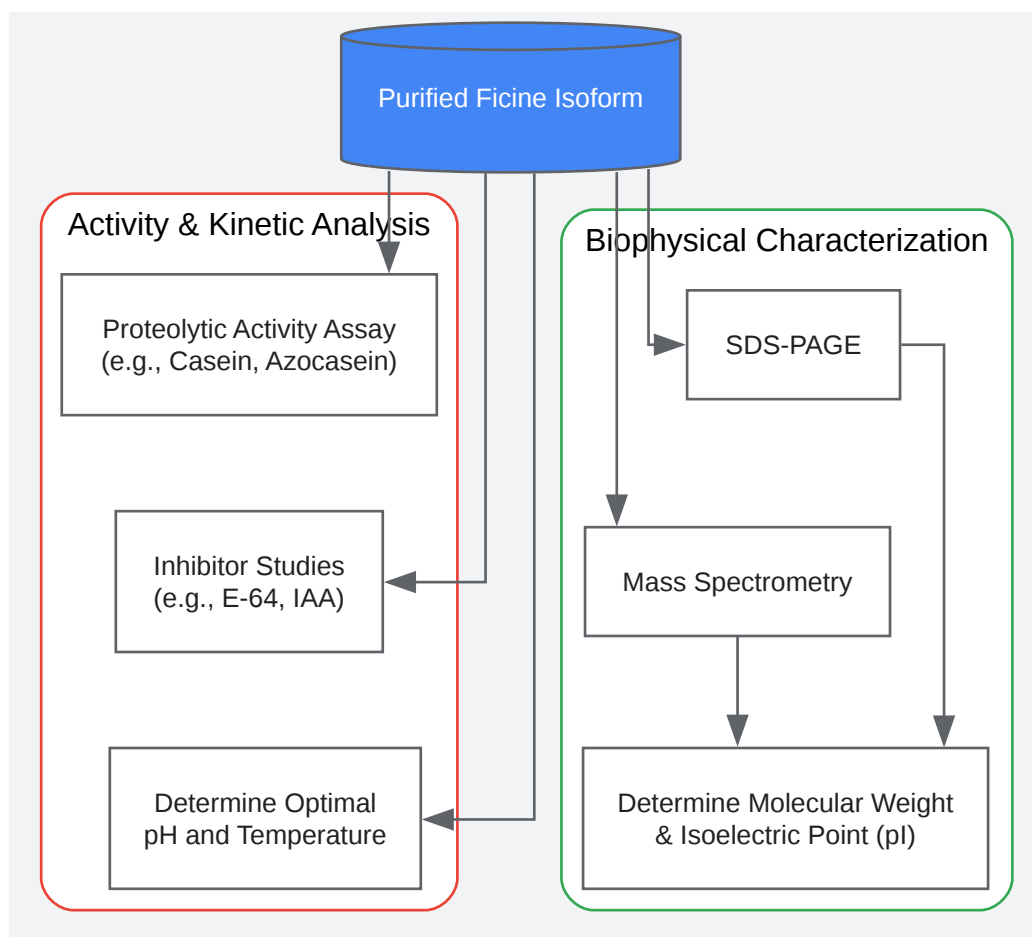 Purified Ficine Isoform
Activity & Kinetic Analysis
Proteolytic Activity Assay
(e.g., Casein, Azocasein)
Inhibitor Studies
(e.g., E-64, IAA)
Determine Optimal
pH and Temperature
Biophysical Characterization
SDS-PAGE
Mass Spectrometry
Determine Molecular Weight
& Isoelectric Point (pI)